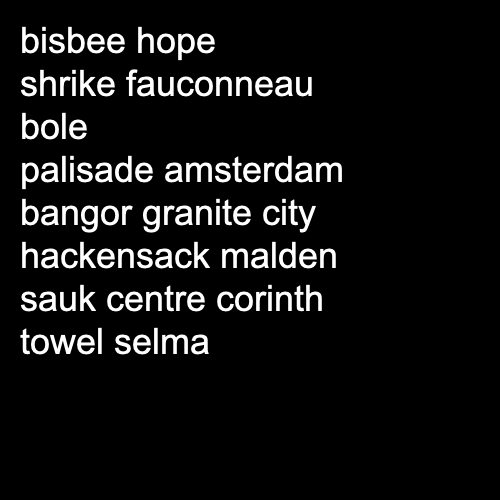 bisbee hope
shrike fauconneau
bole
palisade amsterdam
bangor granite city
hackensack malden
sauk centre corinth
towel selma